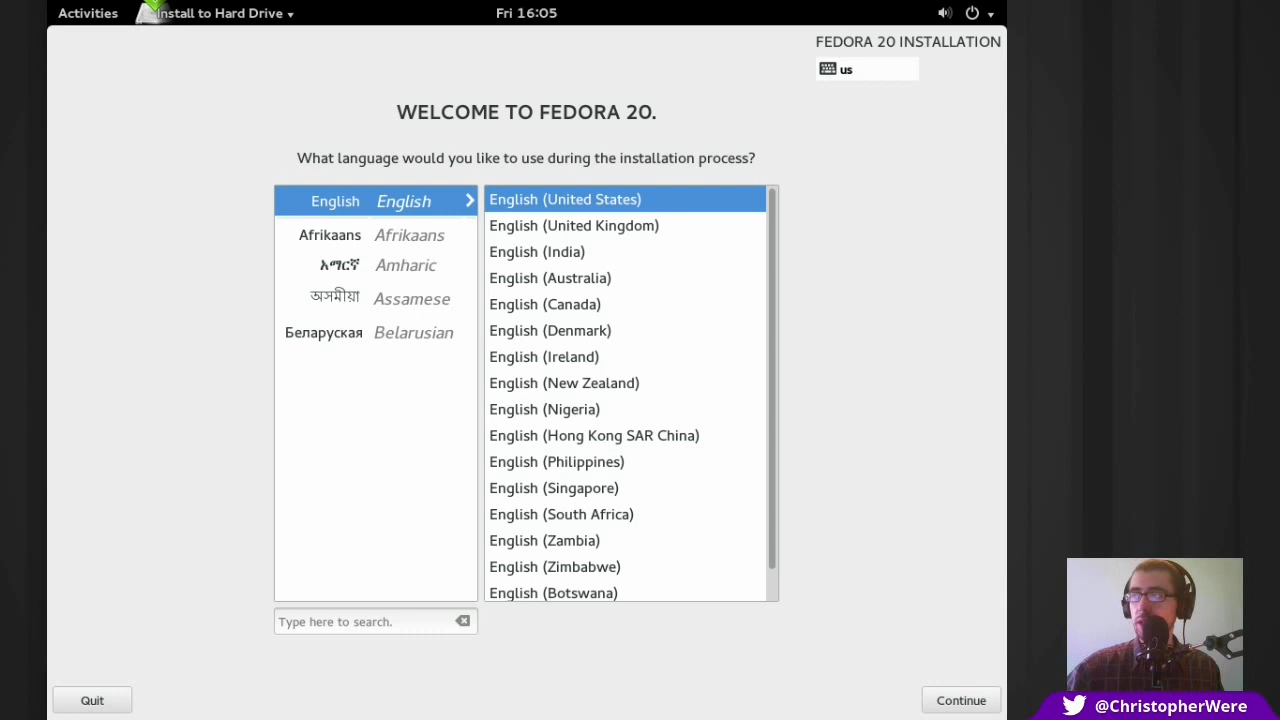 Activities
Install to Hard Drive
Fri 16:05
FEDORA 20 INSTALLATION
us
WELCOME TO FEDORA 20.
What language would you like to use during the installation process?
English English
Afrikaans Afrikaans
አማርኛ Amharic
অসমীয়া Assamese
Беларуская Belarusian
English (United States)
English (United Kingdom)
English (India)
English (Australia)
English (Canada)
English (Denmark)
English (Ireland)
English (New Zealand)
English (Nigeria)
English (Hong Kong SAR China)
English (Philippines)
English (Singapore)
English (South Africa)
English (Zambia)
English (Zimbabwe)
English (Botswana)
Type here to search.
Quit
Continue
@ChristopherWere